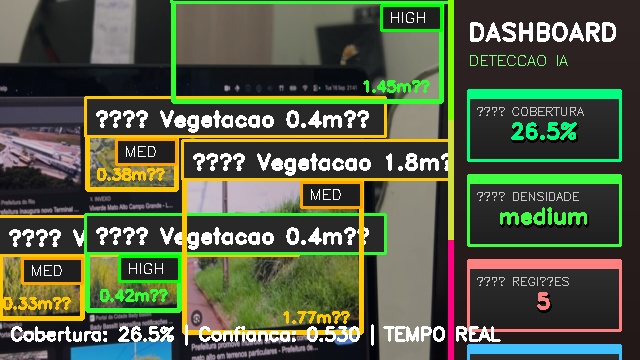 HIGH
DASHBOARD
DETECCAO IA
1.45m??
???? Vegetacao 0.4m??
???? COBERTURA
26.5%
MED
0.38m??
???? Vegetacao 1.8m?
MED
???? DENSIDADE
medium
???? V
???? Vegetacao 0.4m??
MED
HIGH
0.33m??
0.42m??
1.77m??
???? REGI??ES
5
Cobertura: 26.5% | Confianca: 0.530 | TEMPO REAL